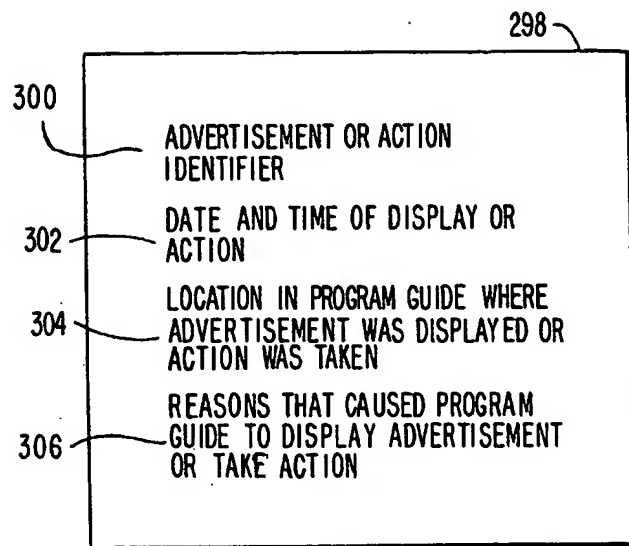 298
300
ADVERTISEMENT OR ACTION
IDENTIFIER
302
DATE AND TIME OF DISPLAY OR
ACTION
304
LOCATION IN PROGRAM GUIDE WHERE
ADVERTISEMENT WAS DISPLAYED OR
ACTION WAS TAKEN
306
REASONS THAT CAUSED PROGRAM
GUIDE TO DISPLAY ADVERTISEMENT
OR TAKE ACTION